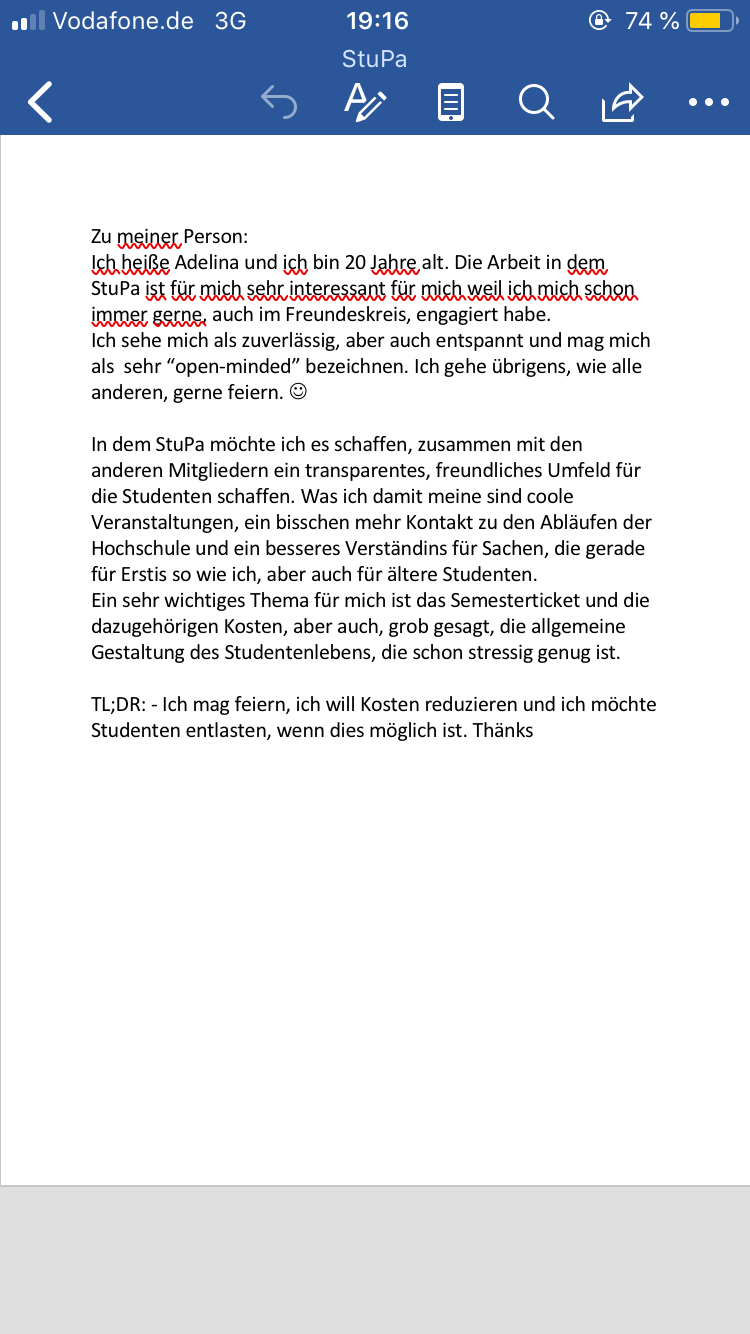 Vodafone.de 3G 19:16 74 %
StuPa
Zu meiner Person:
Ich heiße Adelina und ich bin 20 Jahre alt. Die Arbeit in dem
StuPa ist für mich sehr interessant für mich weil ich mich schon
immer gerne, auch im Freundeskreis, engagiert habe.
Ich sehe mich als zuverlässig, aber auch entspannt und mag mich
als  sehr “open-minded” bezeichnen. Ich gehe übrigens, wie alle
anderen, gerne feiern. ☺
In dem StuPa möchte ich es schaffen, zusammen mit den
anderen Mitgliedern ein transparentes, freundliches Umfeld für
die Studenten schaffen. Was ich damit meine sind coole
Veranstaltungen, ein bisschen mehr Kontakt zu den Abläufen der
Hochschule und ein besseres Verständins für Sachen, die gerade
für Erstis so wie ich, aber auch für ältere Studenten.
Ein sehr wichtiges Thema für mich ist das Semesterticket und die
dazugehörigen Kosten, aber auch, grob gesagt, die allgemeine
Gestaltung des Studentenlebens, die schon stressig genug ist.
TL;DR: - Ich mag feiern, ich will Kosten reduzieren und ich möchte
Studenten entlasten, wenn dies möglich ist. Thänks